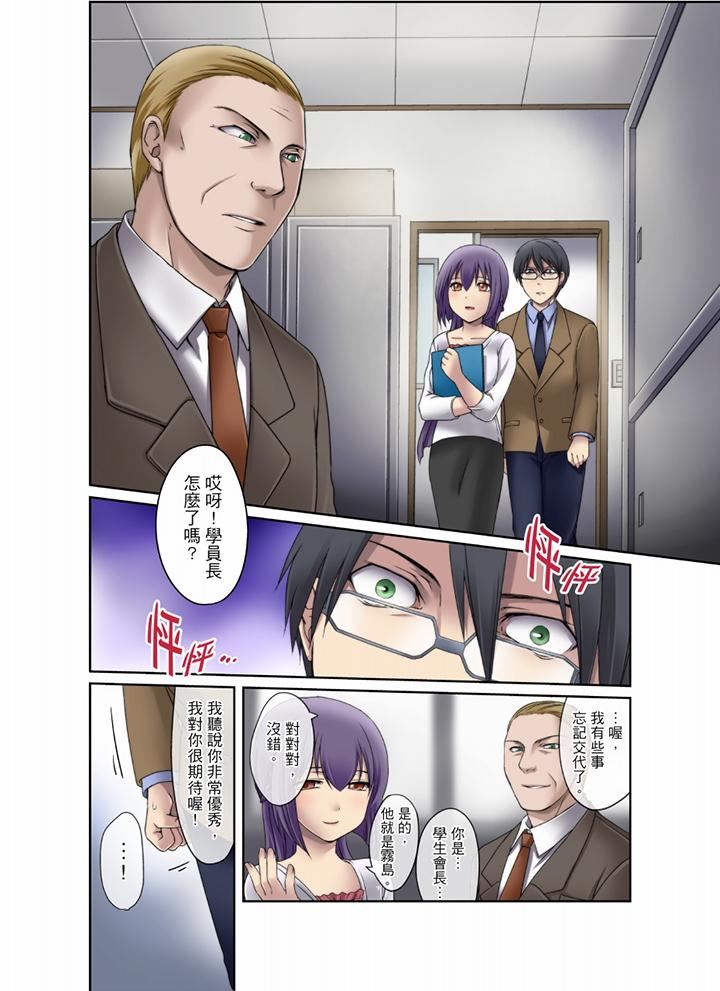 哎呀！學員長
怎麼了嗎？
怦
怦
怦
怦…
…喔，
我有些事
忘記交代了。
你是…
學生會長…
對對對，
沒錯。
是的，
他就是霧島。
我聽說你非常優秀，
我對你很期待喔！
…！